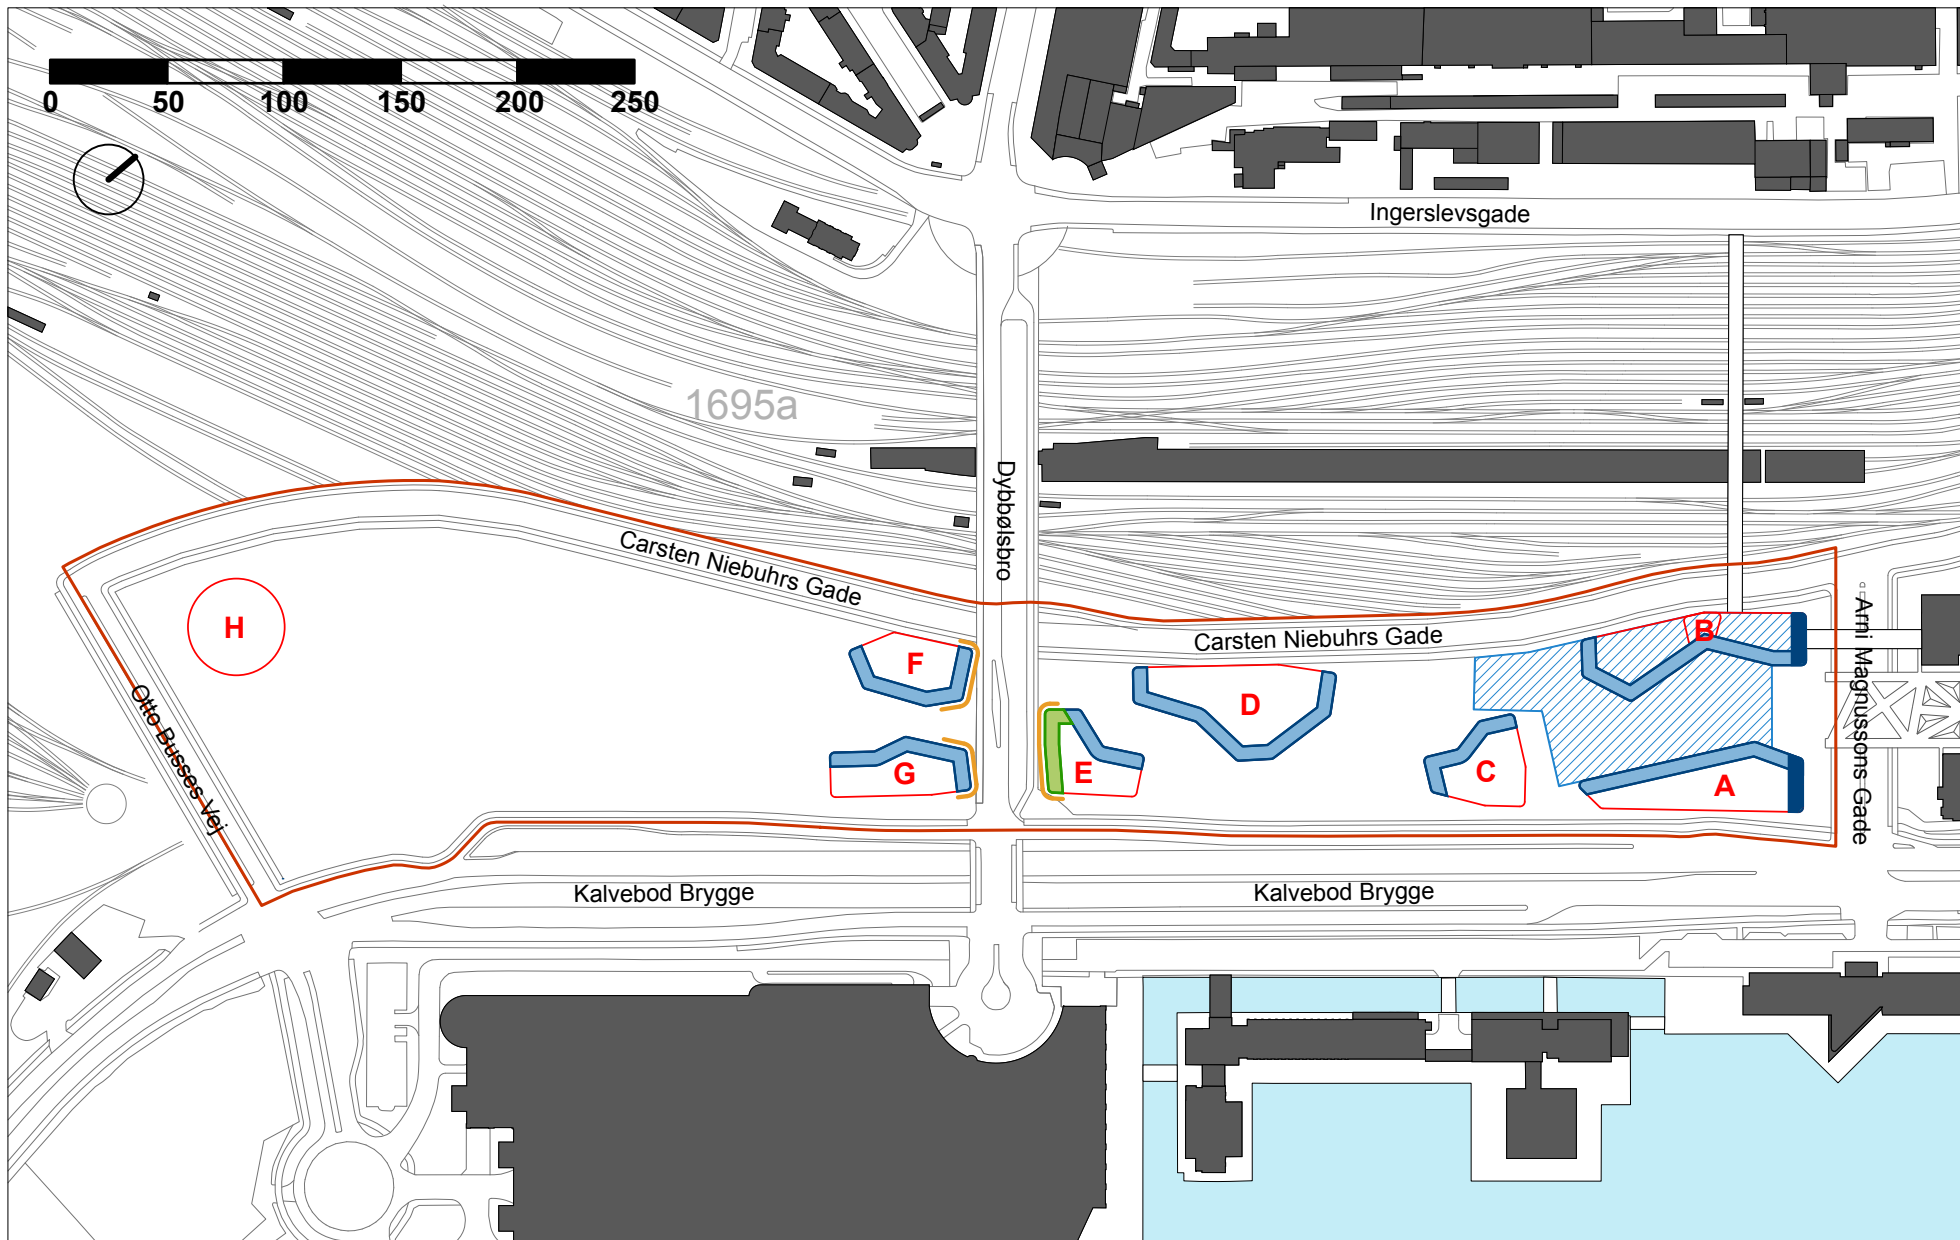 0 50 100 150 200 250
Ingerslevsgade
1695a
Dybbølsbro
Carsten Niebuhrs Gade
Carsten Niebuhrs Gade
Arni Magnussons Gade
H
F
B
D
G
E
C
A
Otto Busses Vej
Kalvebod Brygge
Kalvebod Brygge